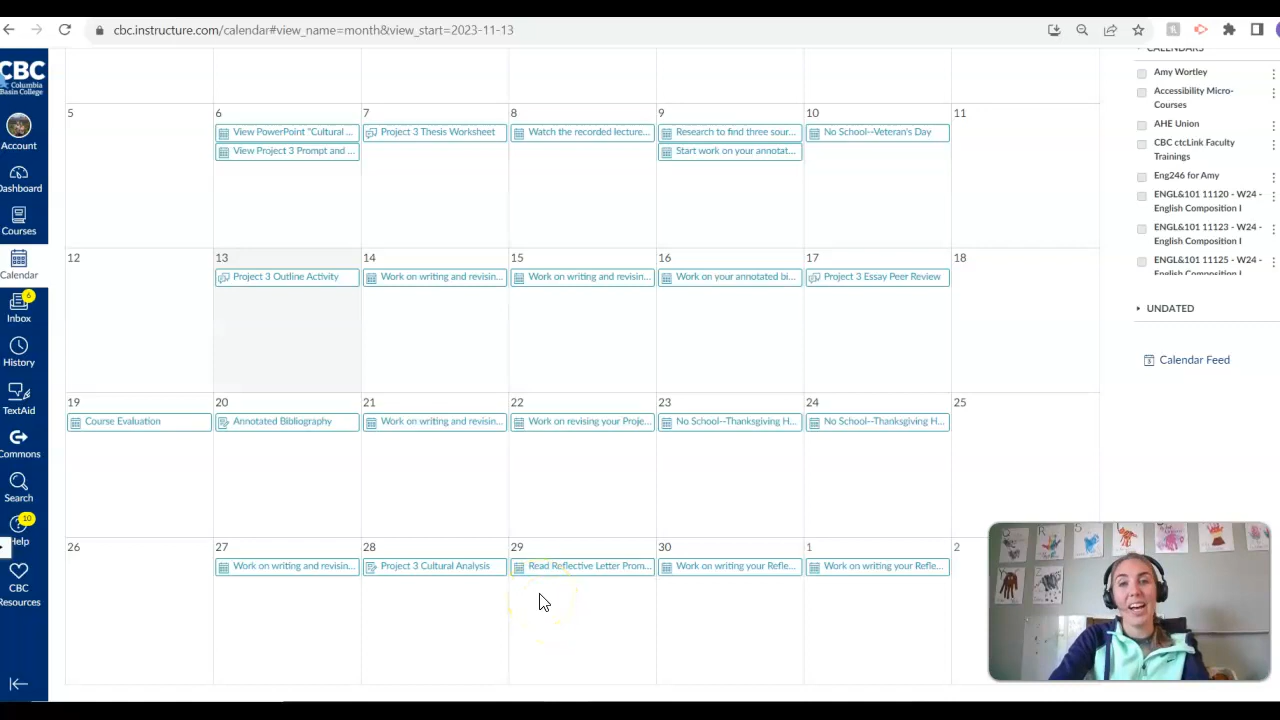 cbc.instructure.com/calendar#view_name=month&view_start=2023-11-13
CBC
Columbia
Basin College
Account
Dashboard
Courses
Calendar
6
Inbox
History
TextAid
Commons
Search
10
Help
CBC
Resources
5
6
7
8
9
10
11
View PowerPoint "Cultural ...
Project 3 Thesis Worksheet
Watch the recorded lecture...
Research to find three sour...
No School--Veteran's Day
View Project 3 Prompt and ...
Start work on your annotat...
12
13
14
15
16
17
18
Project 3 Outline Activity
Work on writing and revisin...
Work on writing and revisin...
Work on your annotated bi...
Project 3 Essay Peer Review
19
20
21
22
23
24
25
Course Evaluation
Annotated Bibliography
Work on writing and revisin...
Work on revising your Proje...
No School--Thanksgiving H...
No School--Thanksgiving H...
26
27
28
29
30
1
2
Work on writing and revisin...
Project 3 Cultural Analysis
Read Reflective Letter Prom...
Work on writing your Refle...
Work on writing your Refle...
CALENDARS
Amy Wortley
Accessibility Micro-
Courses
AHE Union
CBC ctcLink Faculty
Trainings
Eng246 for Amy
ENGL&101 11120 - W24 -
English Composition I
ENGL&101 11123 - W24 -
English Composition I
ENGL&101 11125 - W24 -
English Composition I
UNDATED
Calendar Feed